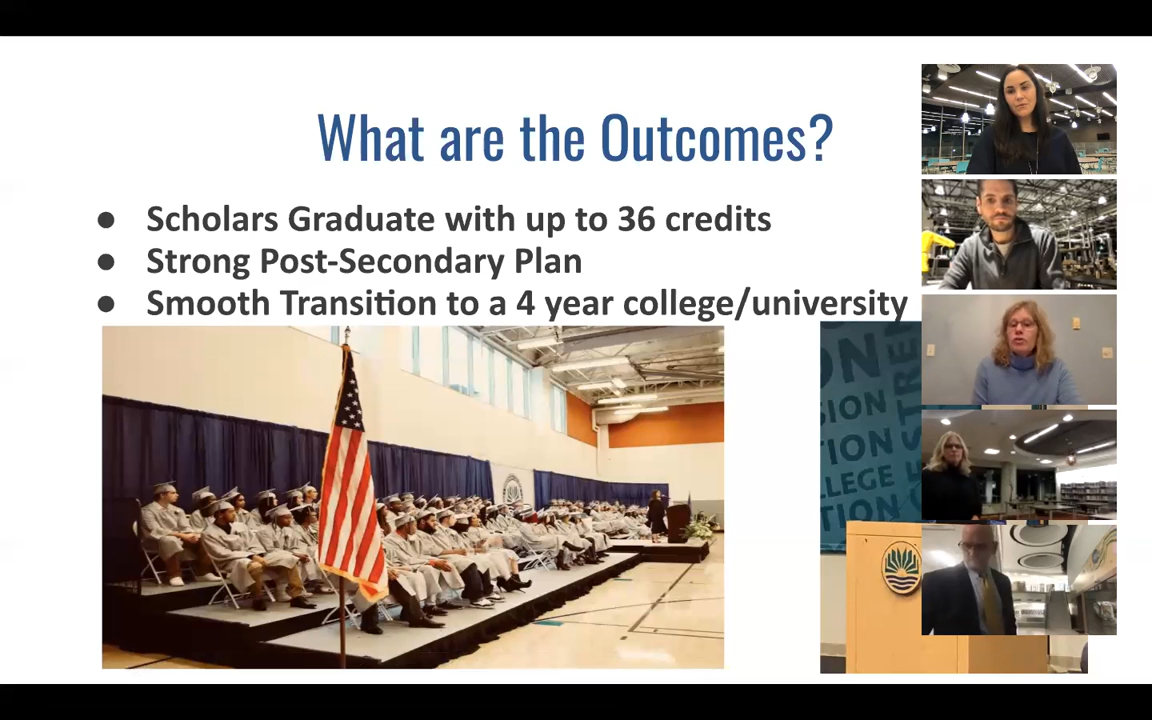 What are the Outcomes?
● Scholars Graduate with up to 36 credits
● Strong Post-Secondary Plan
● Smooth Transition to a 4 year college/university